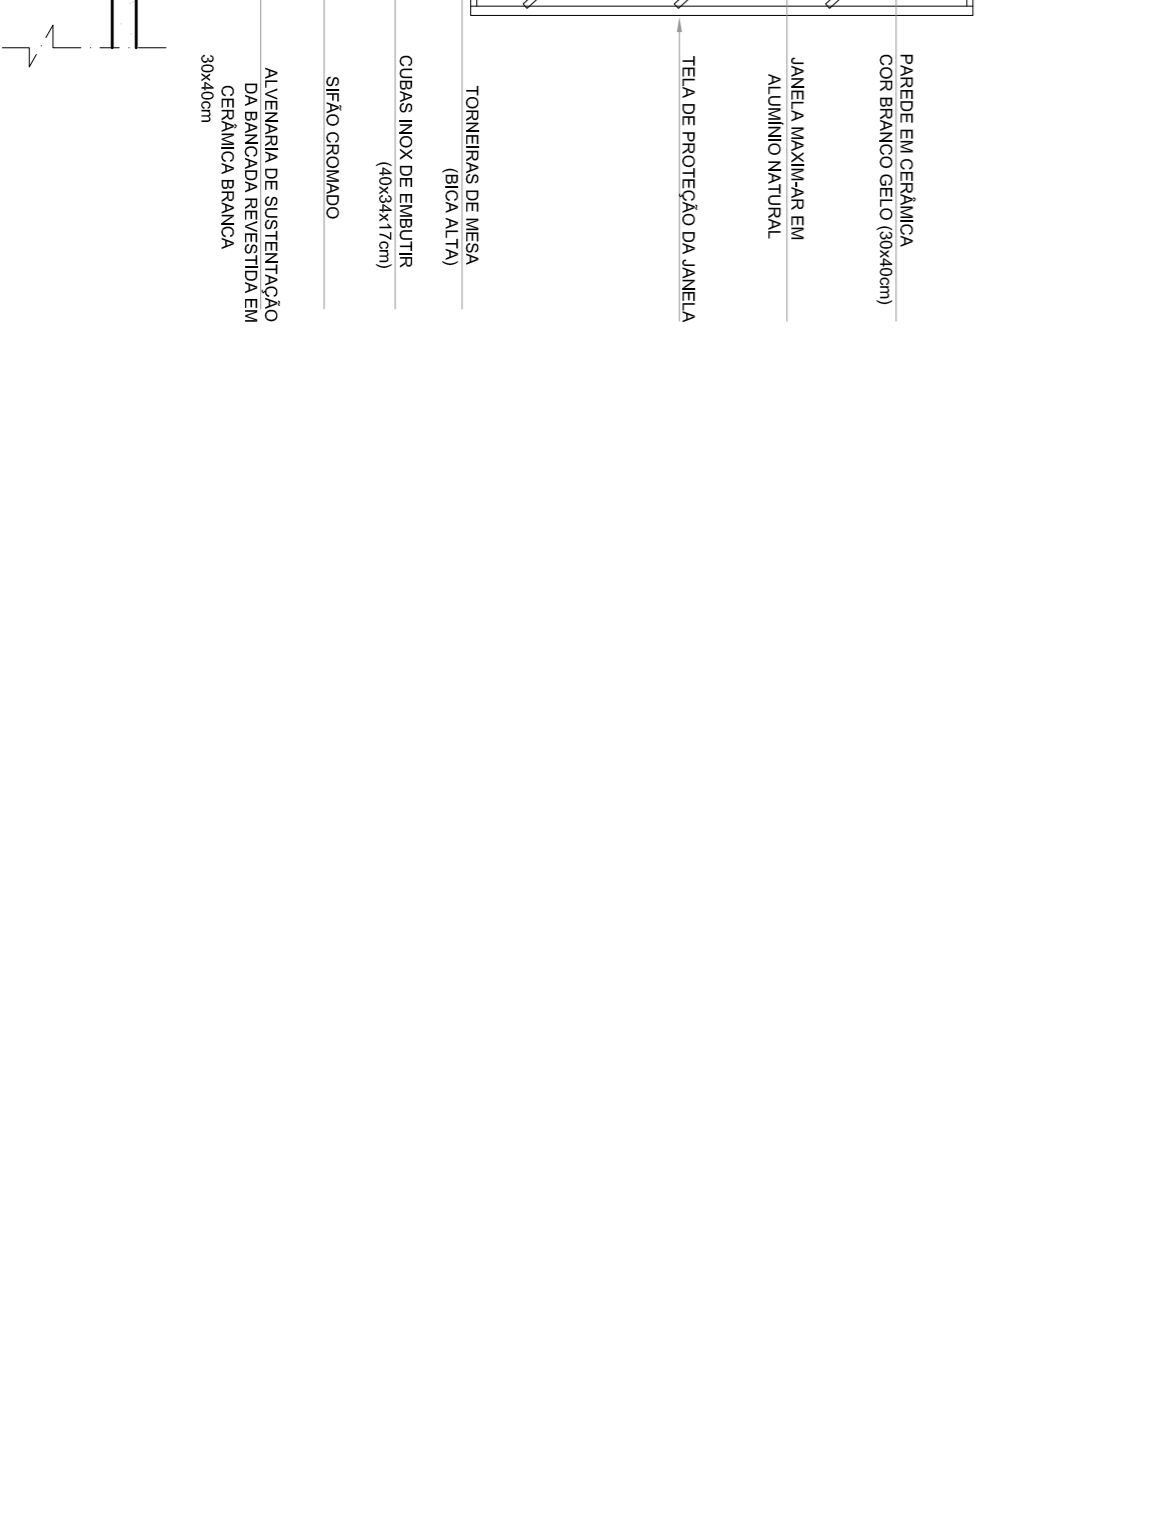 PAREDE EM CERÂMICA
COR BRANCO GELO (30x40cm)
JANELA MAXIM-AR EM
ALUMÍNIO NATURAL
TELA DE PROTEÇÃO DA JANELA
TORNEIRAS DE MESA
(BICA ALTA)
CUBAS INOX DE EMBUTIR
(40x34x17cm)
SIFÃO CROMADO
ALVENARIA DE SUSTENTAÇÃO
DA BANCADA REVESTIDA EM
CERÂMICA BRANCA
30x40cm